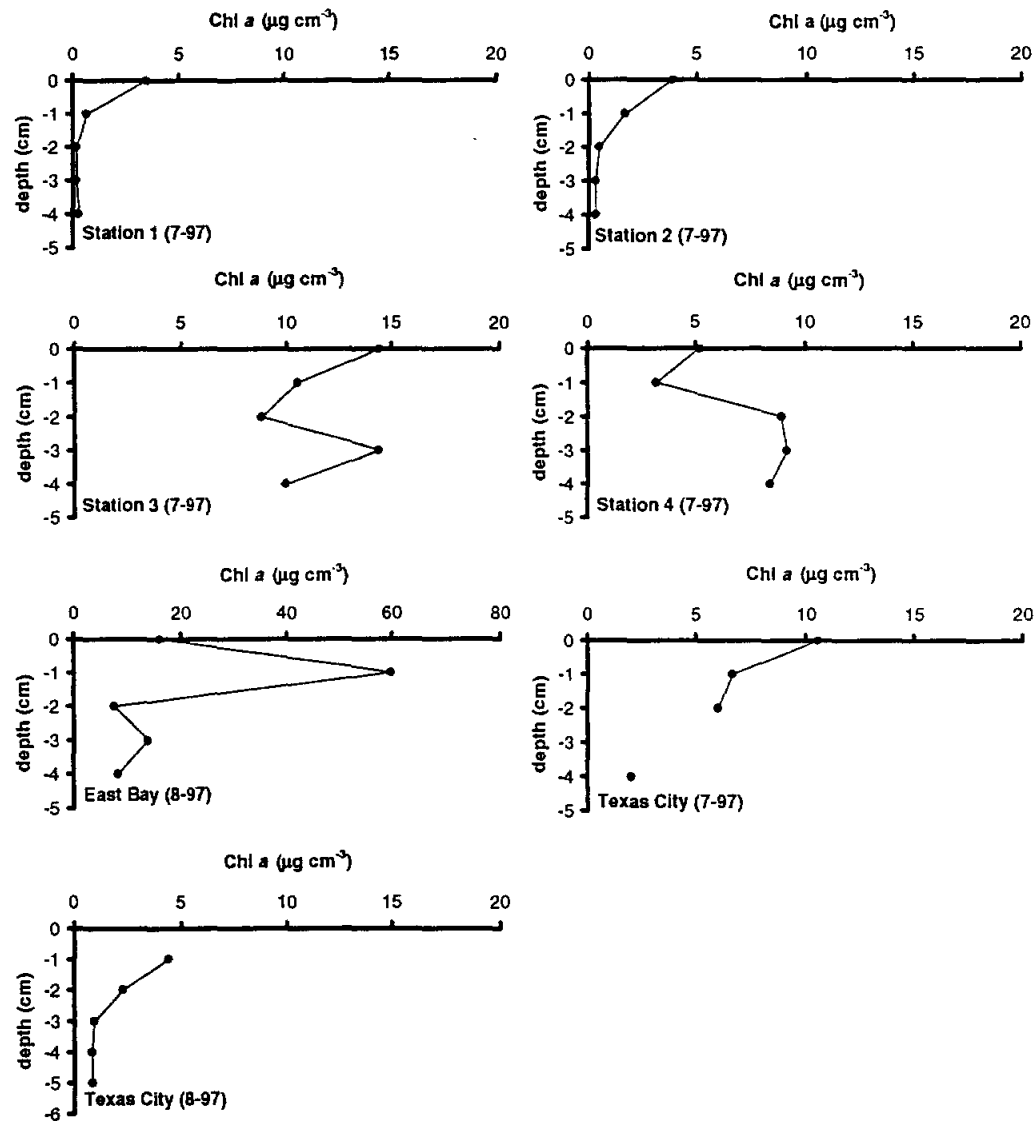 Chl a (µg cm-3)
0 5 10 15 20
0
-1
-2
-3
-4
-5
depth (cm)
Station 1 (7-97)
Chl a (µg cm-3)
0 5 10 15 20
0
-1
-2
-3
-4
-5
depth (cm)
Station 2 (7-97)
Chl a (µg cm-3)
0 5 10 15 20
0
-1
-2
-3
-4
-5
depth (cm)
Station 3 (7-97)
Chl a (µg cm-3)
0 5 10 15 20
0
-1
-2
-3
-4
-5
depth (cm)
Station 4 (7-97)
Chl a (µg cm-3)
0 20 40 60 80
0
-1
-2
-3
-4
-5
depth (cm)
East Bay (8-97)
Chl a (µg cm-3)
0 5 10 15 20
0
-1
-2
-3
-4
-5
depth (cm)
Texas City (7-97)
Chl a (µg cm-3)
0 5 10 15 20
0
-1
-2
-3
-4
-5
-6
depth (cm)
Texas City (8-97)